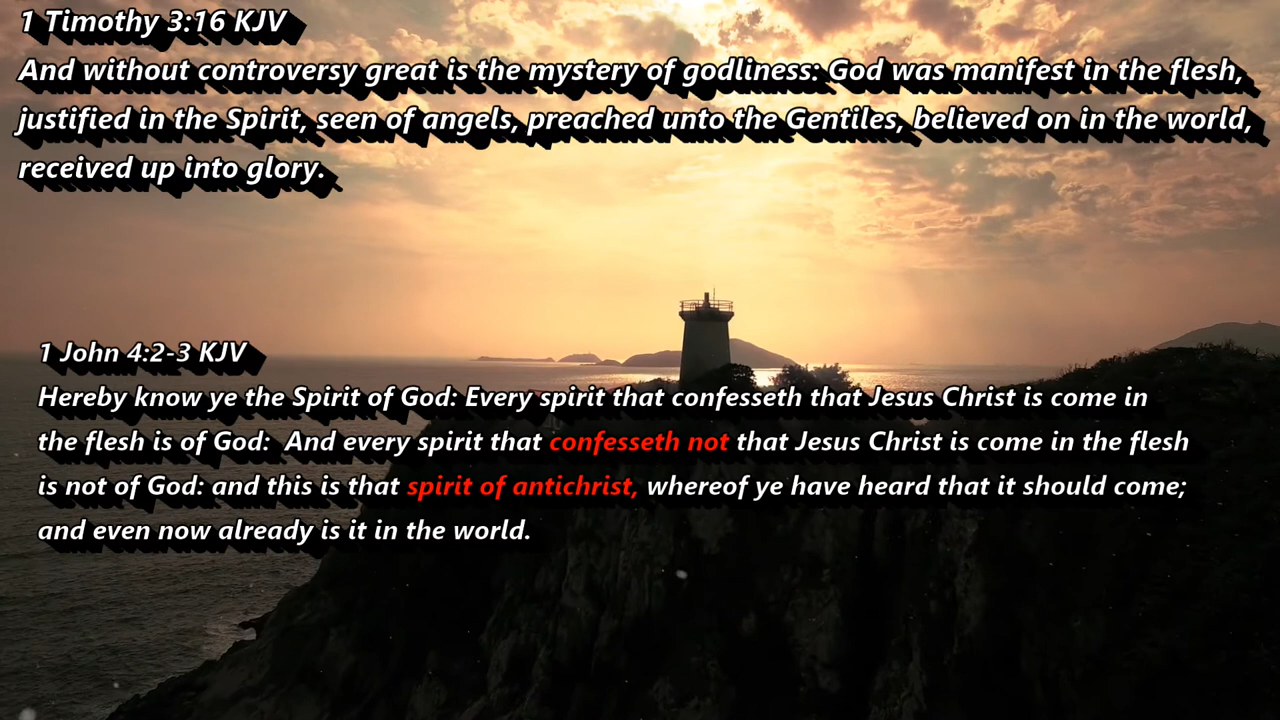 1 Timothy 3:16 KJV
And without controversy great is the mystery of godliness: God was manifest in the flesh,
justified in the Spirit, seen of angels, preached unto the Gentiles, believed on in the world,
received up into glory.
1 John 4:2-3 KJV
Hereby know ye the Spirit of God: Every spirit that confesseth that Jesus Christ is come in
the flesh is of God:  And every spirit that confesseth not that Jesus Christ is come in the flesh
is not of God: and this is that spirit of antichrist, whereof ye have heard that it should come;
and even now already is it in the world.